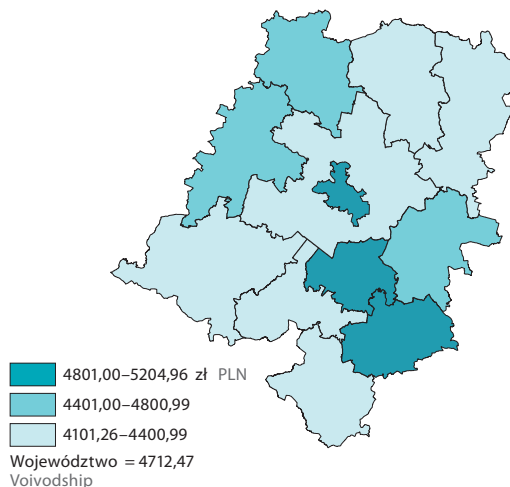 4801,00–5204,96 zł PLN
4401,00–4800,99
4101,26–4400,99
Województwo = 4712,47
Voivodship